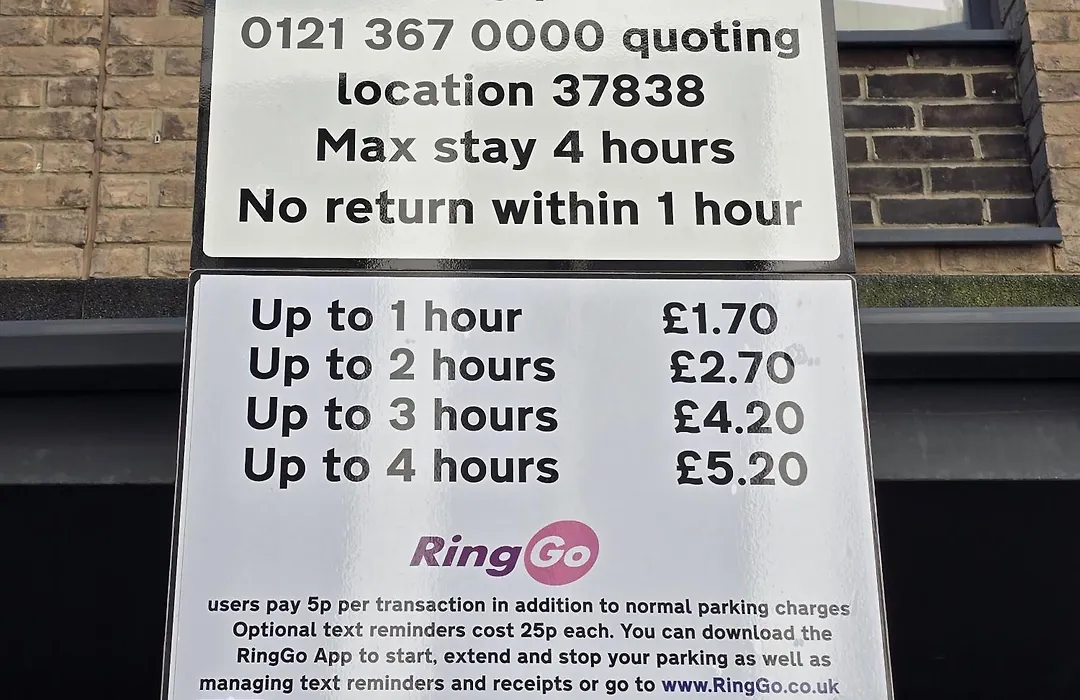 0121 367 0000 quoting
location 37838
Max stay 4 hours
No return within 1 hour
Up to 1 hour £1.70
Up to 2 hours £2.70
Up to 3 hours £4.20
Up to 4 hours £5.20
RingGo
users pay 5p per transaction in addition to normal parking charges
Optional text reminders cost 25p each. You can download the
RingGo App to start, extend and stop your parking as well as
managing text reminders and receipts or go to www.RingGo.co.uk